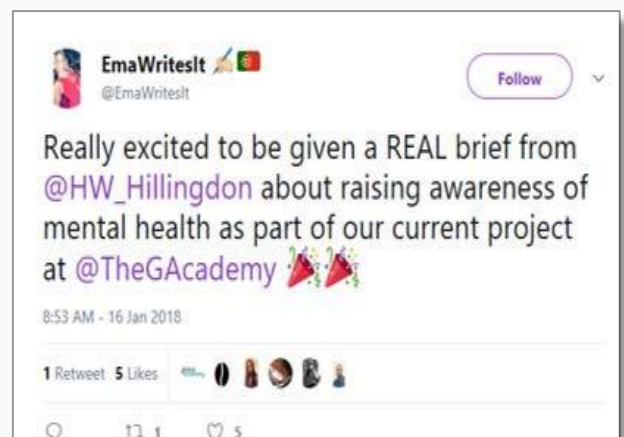 EmaWritesIt ✍🏼🇵🇹
@EmaWritesIt
Follow
Really excited to be given a REAL brief from
@HW_Hillingdon about raising awareness of
mental health as part of our current project
at @TheGAcademy 🎉🎉
8:53 AM - 16 Jan 2018
1 Retweet 5 Likes
1 5